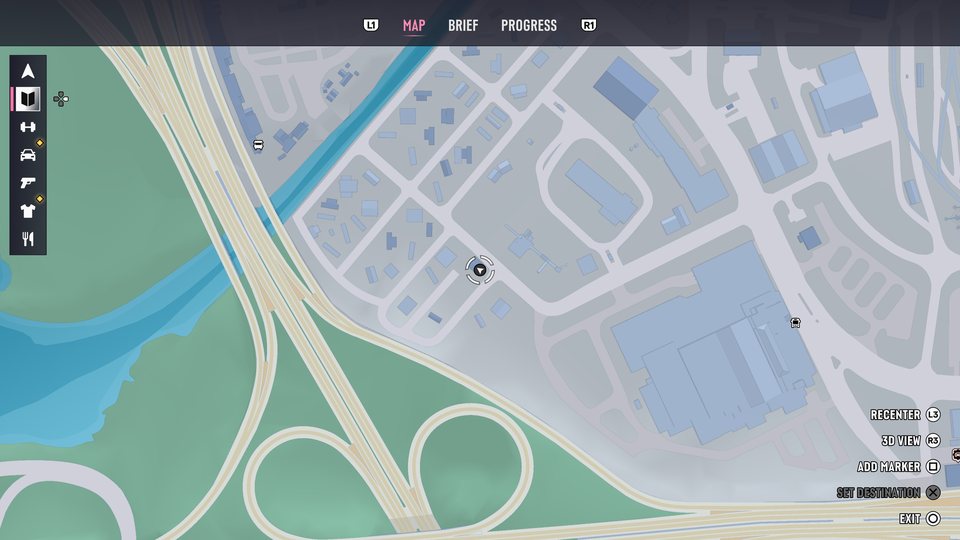 L1 MAP BRIEF PROGRESS R1
RECENTER L3
3D VIEW R3
ADD MARKER
SET DESTINATION
EXIT